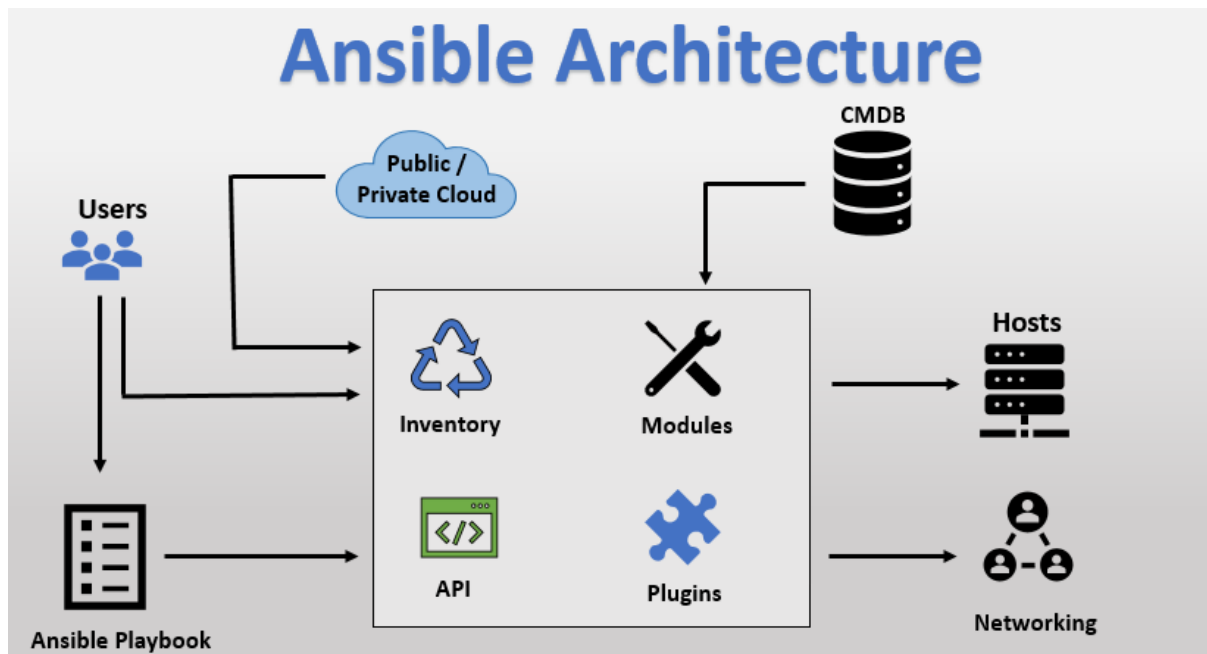 Ansible Architecture
CMDB
Public /
Private Cloud
Users
Hosts
Inventory
Modules
</>
API
Plugins
Ansible Playbook
Networking